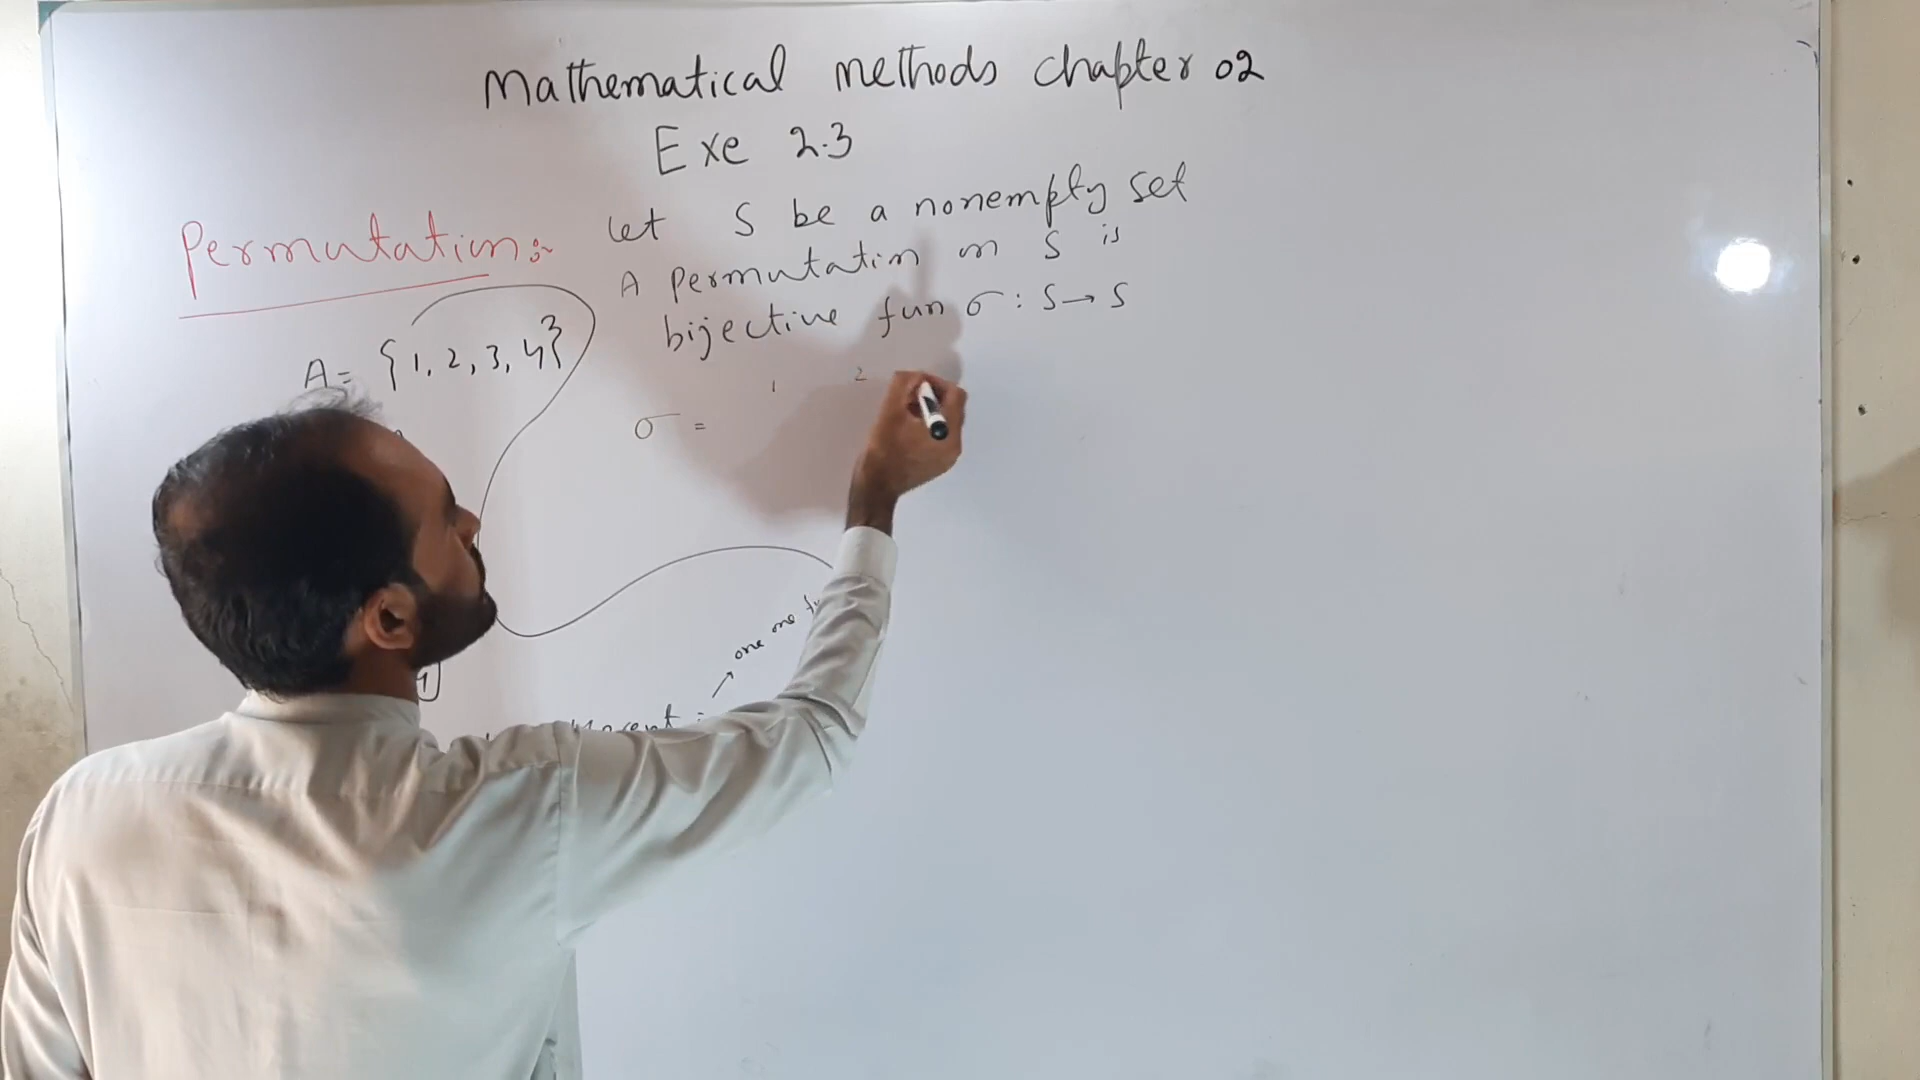 Mathematical methods chapter 02
Exe 2.3
Permutation:-
Let S be a nonempty set
A permutation on S is
bijective fun σ : S → S
A = {1, 2, 3, 4}
1 2
σ =
one one